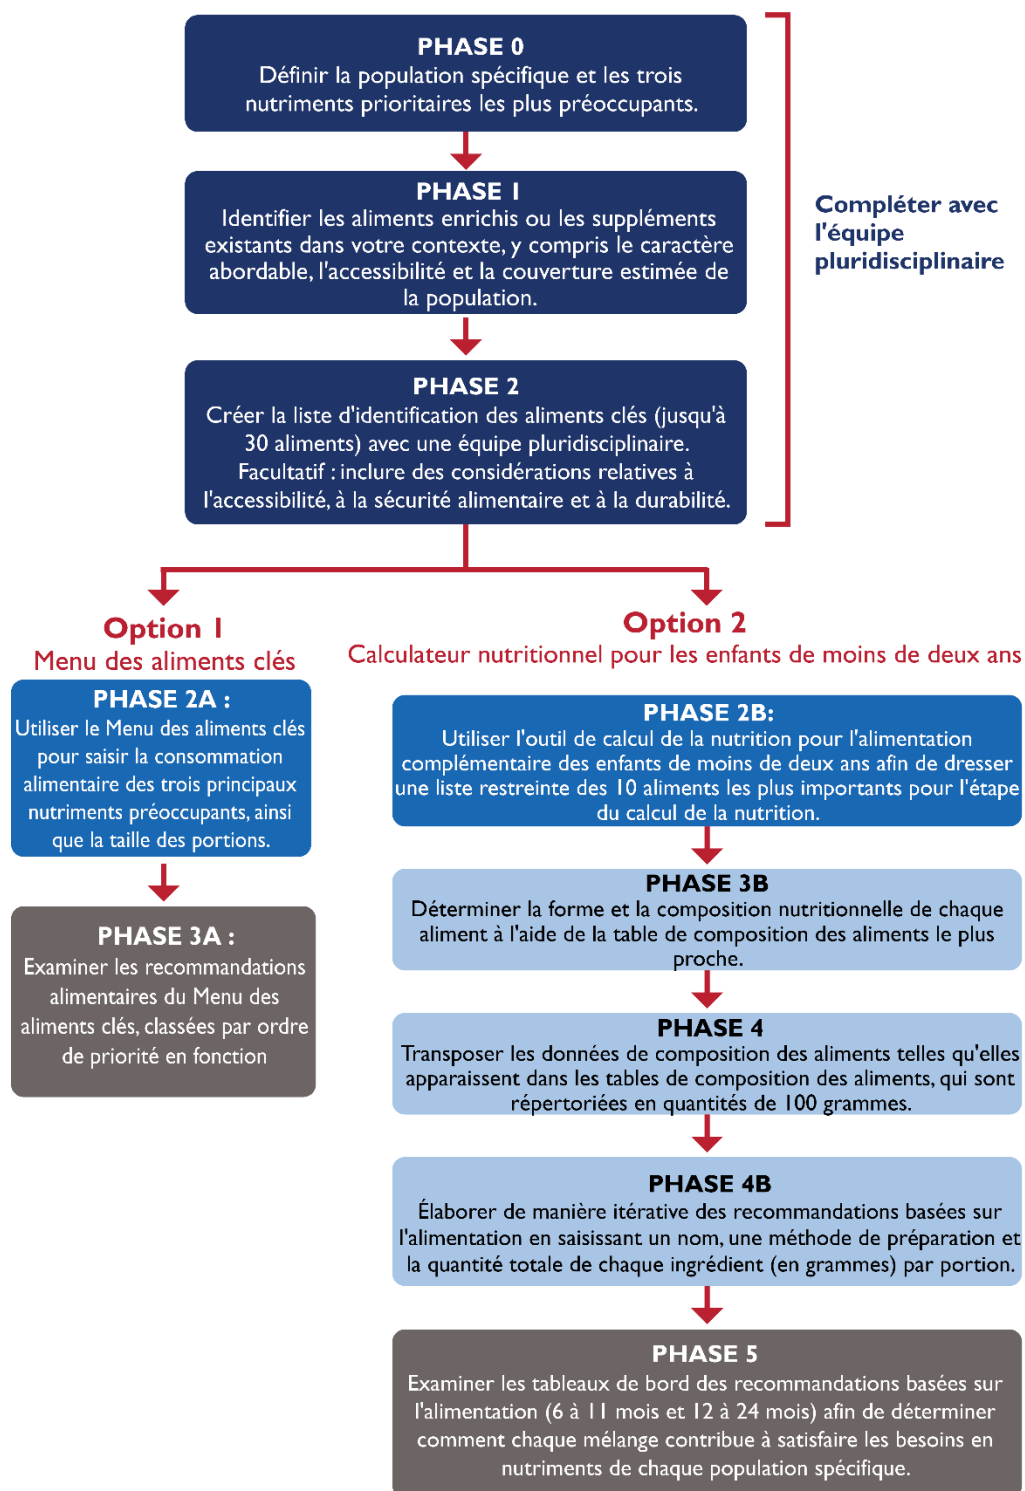 PHASE 0
Définir la population spécifique et les trois
nutriments prioritaires les plus préoccupants.
PHASE 1
Identifier les aliments enrichis ou les suppléments
existants dans votre contexte, y compris le caractère
abordable, l'accessibilité et la couverture estimée de
la population.
PHASE 2
Créer la liste d'identification des aliments clés (jusqu'à
30 aliments) avec une équipe pluridisciplinaire.
Facultatif : inclure des considérations relatives à
l'accessibilité, à la sécurité alimentaire et à la durabilité.
Compléter avec
l'équipe
pluridisciplinaire
Option 1
Menu des aliments clés
PHASE 2A :
Utiliser le Menu des aliments clés
pour saisir la consommation
alimentaire des trois principaux
nutriments préoccupants, ainsi
que la taille des portions.
PHASE 3A :
Examiner les recommandations
alimentaires du Menu des
aliments clés, classées par ordre
de priorité en fonction
Option 2
Calculateur nutritionnel pour les enfants de moins de deux ans
PHASE 2B:
Utiliser l'outil de calcul de la nutrition pour l'alimentation
complémentaire des enfants de moins de deux ans afin de dresser
une liste restreinte des 10 aliments les plus importants pour l'étape
du calcul de la nutrition.
PHASE 3B
Déterminer la forme et la composition nutritionnelle de chaque
aliment à l'aide de la table de composition des aliments le plus
proche.
PHASE 4
Transposer les données de composition des aliments telles qu'elles
apparaissent dans les tables de composition des aliments, qui sont
répertoriées en quantités de 100 grammes.
PHASE 4B
Élaborer de manière itérative des recommandations basées sur
l'alimentation en saisissant un nom, une méthode de préparation et
la quantité totale de chaque ingrédient (en grammes) par portion.
PHASE 5
Examiner les tableaux de bord des recommandations basées sur
l'alimentation (6 à 11 mois et 12 à 24 mois) afin de déterminer
comment chaque mélange contribue à satisfaire les besoins en
nutriments de chaque population spécifique.